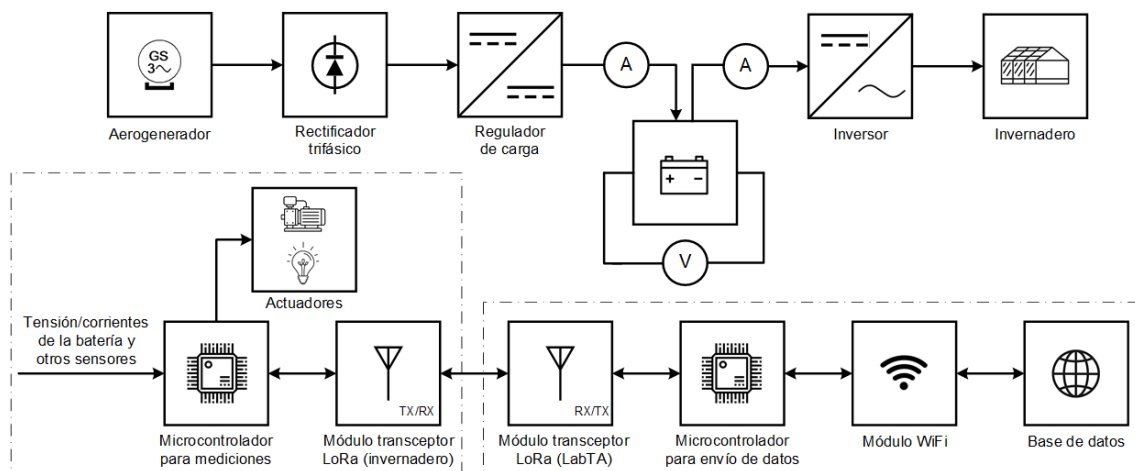 GS
3~
A
A
Aerogenerador
Rectificador
trifásico
Regulador
de carga
Inversor
Invernadero
+ -
V
Actuadores
Tensión/corrientes
de la batería y
otros sensores
TX/RX
RX/TX
Microcontrolador
para mediciones
Módulo transceptor
LoRa (invernadero)
Módulo transceptor
LoRa (LabTA)
Microcontrolador
para envío de datos
Módulo WiFi
Base de datos